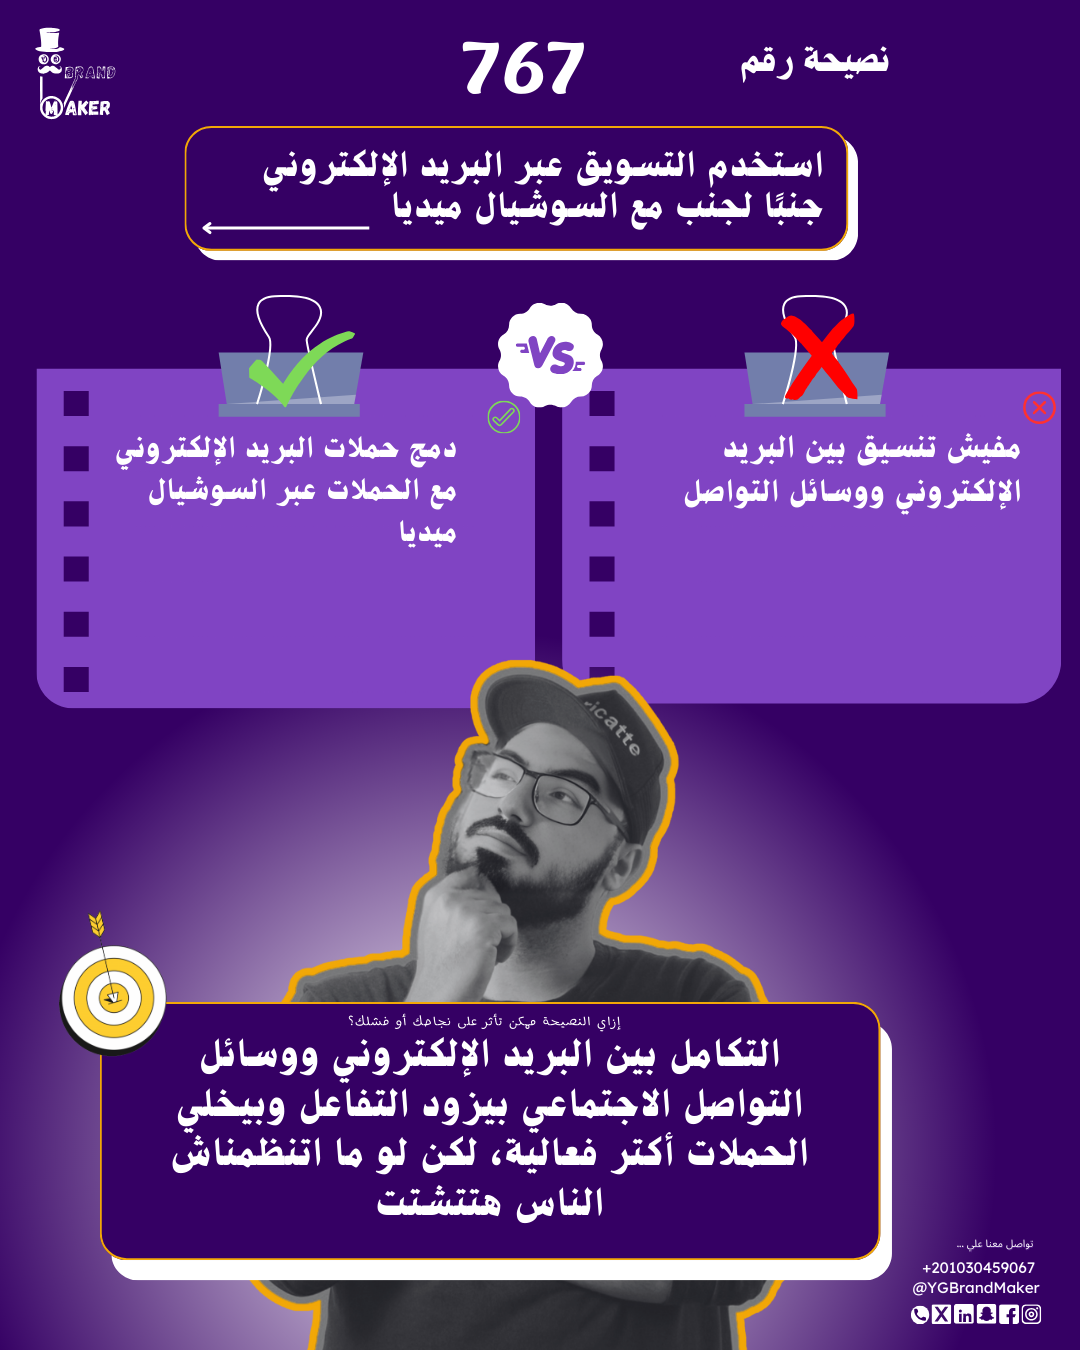 BRAND
MAKER
نصيحة رقم
767
استخدم التسويق عبر البريد الإلكتروني
جنبًا لجنب مع السوشيال ميديا
VS
مفيش تنسيق بين البريد
الإلكتروني ووسائل التواصل
دمج حملات البريد الإلكتروني
مع الحملات عبر السوشيال
ميديا
icatte
إزاي النصيحة ممكن تأثر على نجاحك أو فشلك؟
التكامل بين البريد الإلكتروني ووسائل
التواصل الاجتماعي بيزود التفاعل وبيخلي
الحملات أكتر فعالية، لكن لو ما اتنظمناش
الناس هتتشتت
تواصل معنا علي ...
+201030459067
@YGBrandMaker